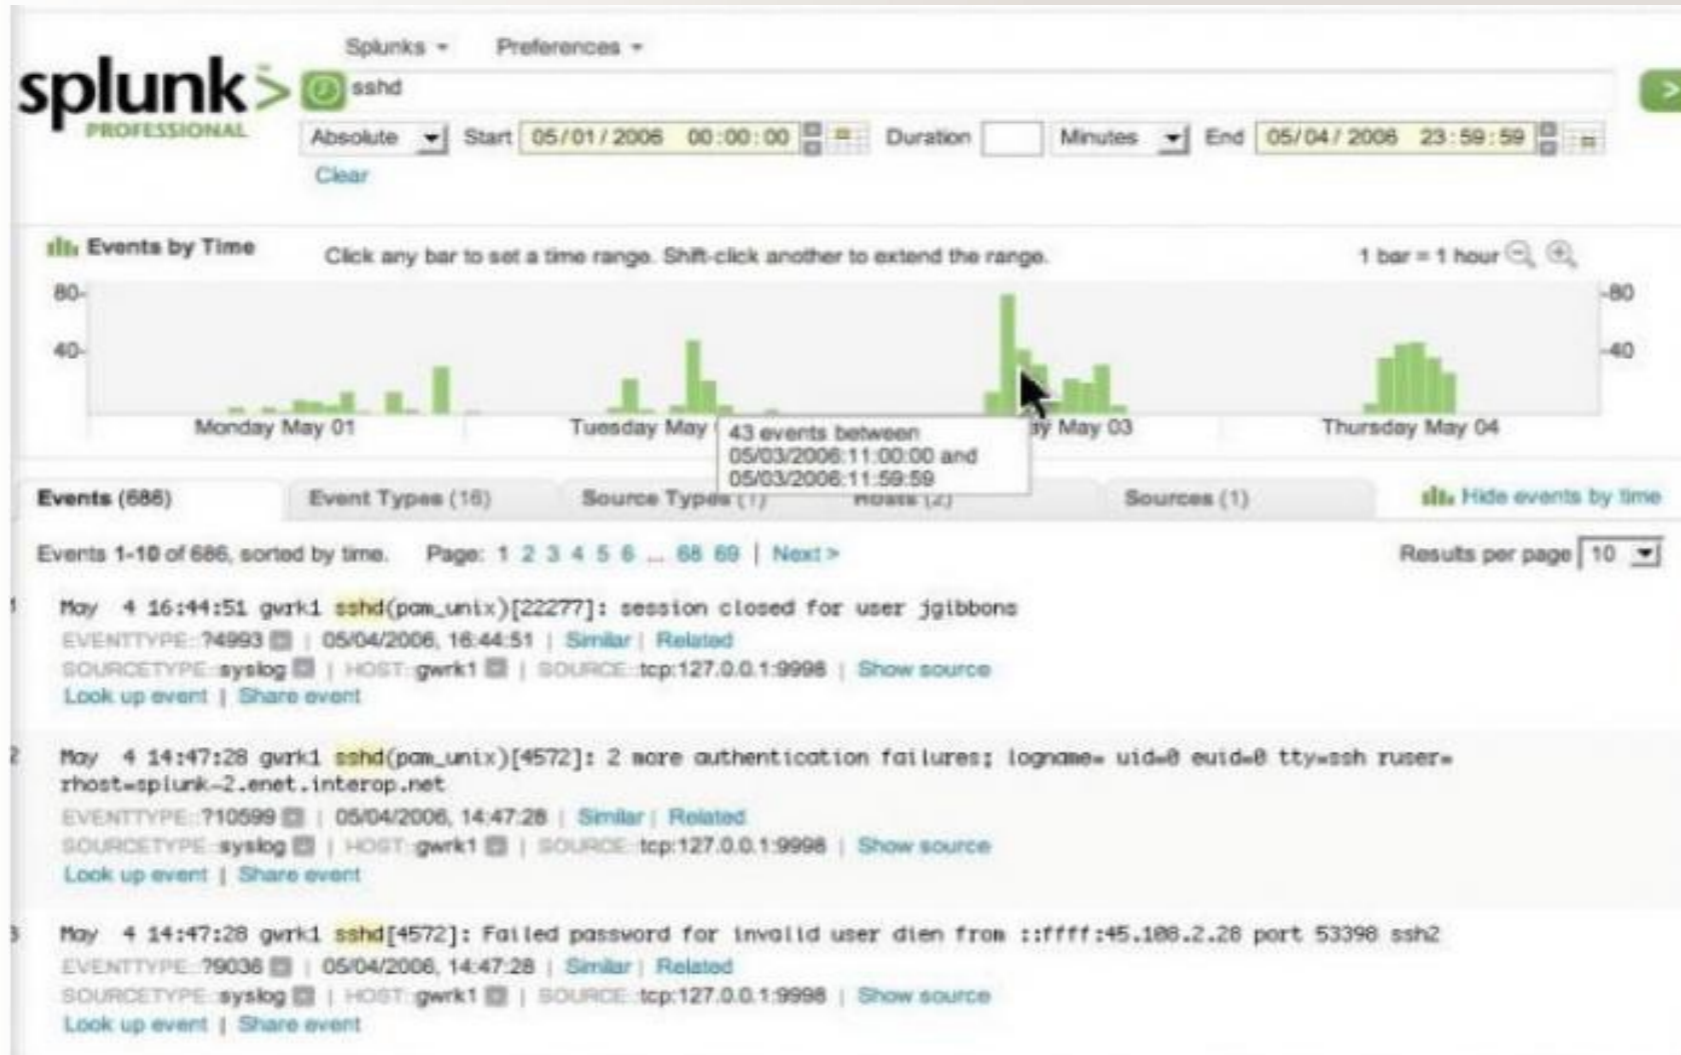 Splunks Preferences
splunk>
PROFESSIONAL
sshd
>
Absolute Start 05/01/2006 00:00:00 Duration Minutes End 05/04/2006 23:59:59
Clear
Events by Time Click any bar to set a time range. Shift-click another to extend the range. 1 bar = 1 hour
80- -80
40- -40
Monday May 01 Tuesday May May 03 Thursday May 04
43 events between
05/03/2006:11:00:00 and
05/03/2006:11:59:59
Events (686) Event Types (16) Source Types (1) Hosts (2) Sources (1) Hide events by time
Events 1-10 of 686, sorted by time. Page: 1 2 3 4 5 6 ... 68 69 | Next > Results per page 10
May 4 16:44:51 gwrk1 sshd(pam_unix)[22277]: session closed for user jgibbons
EVENTTYPE::?4993 | 05/04/2006, 16:44:51 | Similar | Related
SOURCETYPE::syslog | HOST::gwrk1 | SOURCE::tcp:127.0.0.1:9998 | Show source
Look up event | Share event
2 May 4 14:47:28 gwrk1 sshd(pam_unix)[4572]: 2 more authentication failures; logname= uid=0 euid=0 tty=ssh ruser=
rhost=splunk-2.enet.interop.net
EVENTTYPE::?10599 | 05/04/2006, 14:47:28 | Similar | Related
SOURCETYPE::syslog | HOST::gwrk1 | SOURCE::tcp:127.0.0.1:9998 | Show source
Look up event | Share event
3 May 4 14:47:28 gwrk1 sshd[4572]: Failed password for invalid user dien from ::ffff:45.108.2.28 port 53398 ssh2
EVENTTYPE::?9036 | 05/04/2006, 14:47:28 | Similar | Related
SOURCETYPE::syslog | HOST::gwrk1 | SOURCE::tcp:127.0.0.1:9998 | Show source
Look up event | Share event